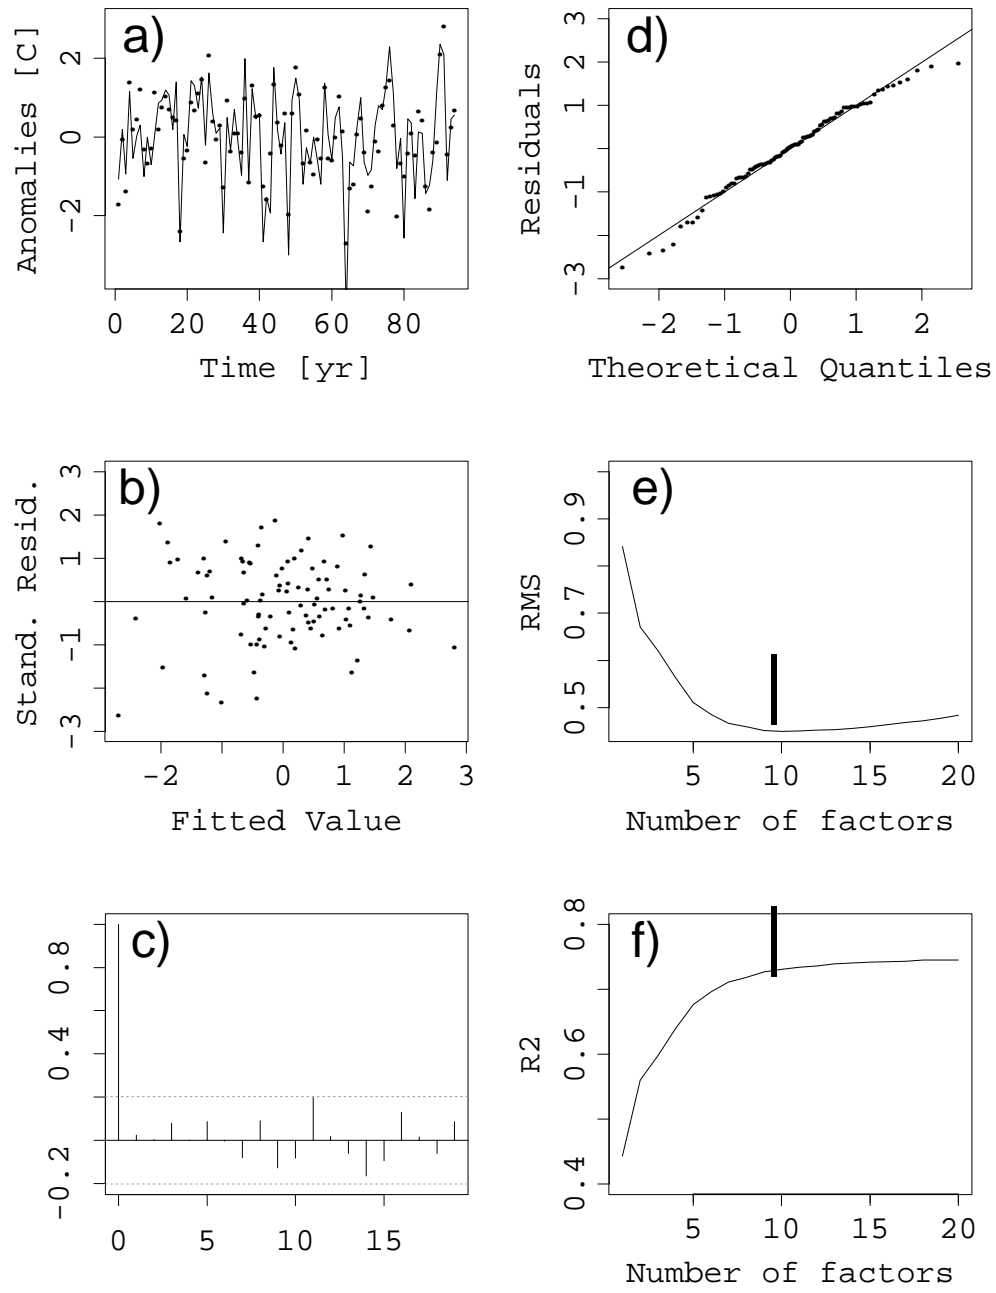 a)
Anomalies [C]
2
0
-2
0 20 40 60 80
Time [yr]
d)
Residuals
3
2
1
-1
-3
-2 -1 0 1 2
Theoretical Quantiles
b)
Stand. Resid.
3
2
1
-1
-3
-2 0 1 2 3
Fitted Value
e)
RMS
0.9
0.7
0.5
5 10 15 20
Number of factors
c)
0.8
0.4
-0.2
0 5 10 15
f)
R2
0.8
0.6
0.4
5 10 15 20
Number of factors